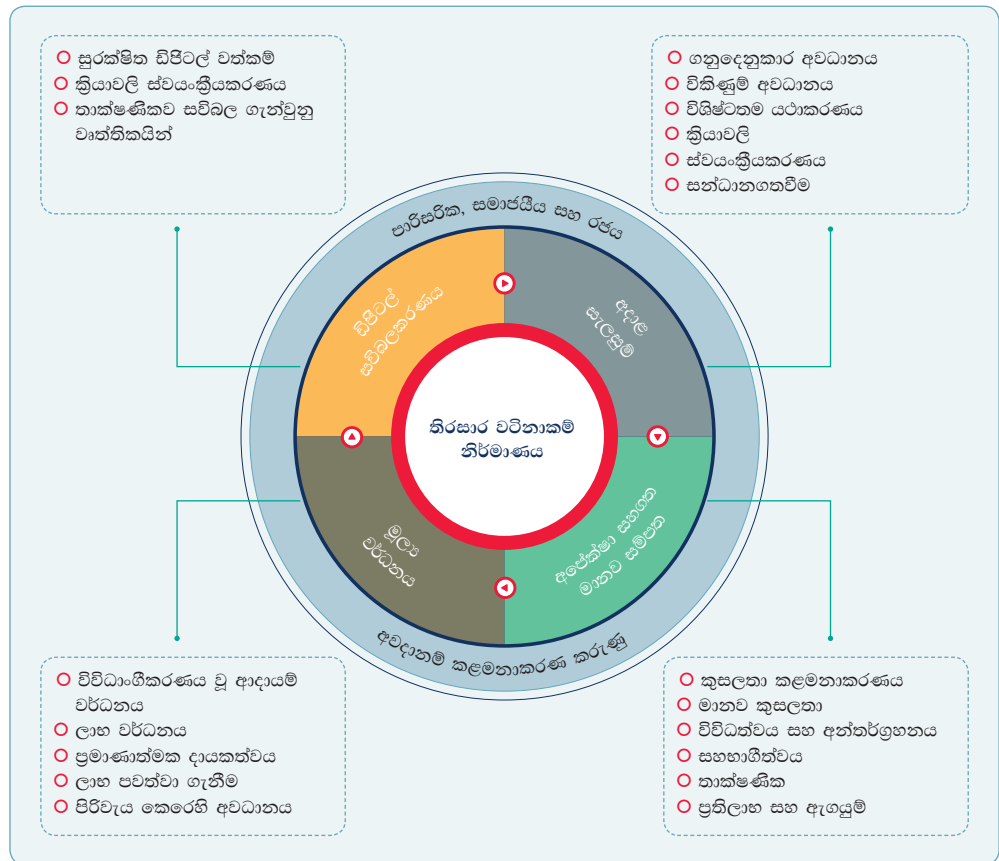 සුරක්ෂිත ඩිජිටල් වත්කම්
ක්‍රියාවලි ස්වයංක්‍රීයකරණය
තාක්ෂණිකව සවිබල ගැන්වුනු
වෘත්තිකයින්
ගනුදෙනුකාර අවධානය
විකිණුම් අවධානය
විශිෂ්ටතම යථාකරණය
ක්‍රියාවලි
ස්වයංක්‍රීයකරණය
සන්ධානගතවීම
පාරිසරික, සමාජයීය සහ රජය
ඩිජිටල්
සවිබලකරණය
අදාළ
සැලසුම්
තිරසාර වටිනාකම්
නිර්මාණය
මූල්‍ය
වර්ධනය
අපේක්ෂා සහගත
මානව සම්පත
අවදානම් කළමනාකරණ කරුණු
විවිධාංගීකරණය වූ ආදායම්
වර්ධනය
ලාභ වර්ධනය
ප්‍රමාණාත්මක දායකත්වය
ලාභ පවත්වා ගැනීම
පිරිවැය කෙරෙහි අවධානය
කුසලතා කළමනාකරණය
මානව කුසලතා
විවිධත්වය සහ අන්තර්ග්‍රහනය
සහභාගීත්වය
තාක්ෂණික
ප්‍රතිලාභ සහ ඇගයුම්